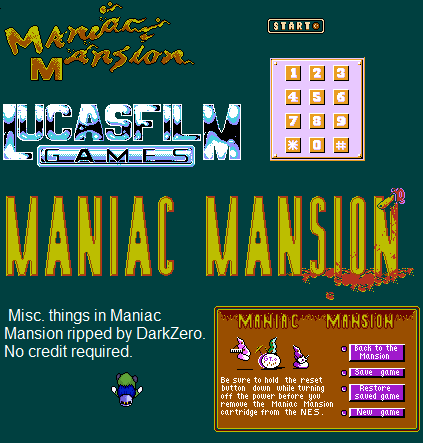 Maniac
Mansion
START
1 2 3
4 5 6
7 8 9
* 0 #
LUCASFILM
GAMES
MANIAC MANSION
Misc. things in Maniac
Mansion ripped by DarkZero.
No credit required.
MANIAC MANSION
Be sure to hold the reset
button down while turning
off the power before you
remove the Maniac Mansion
cartridge from the NES.
Back to the
Mansion
Save game
Restore
saved game
New game